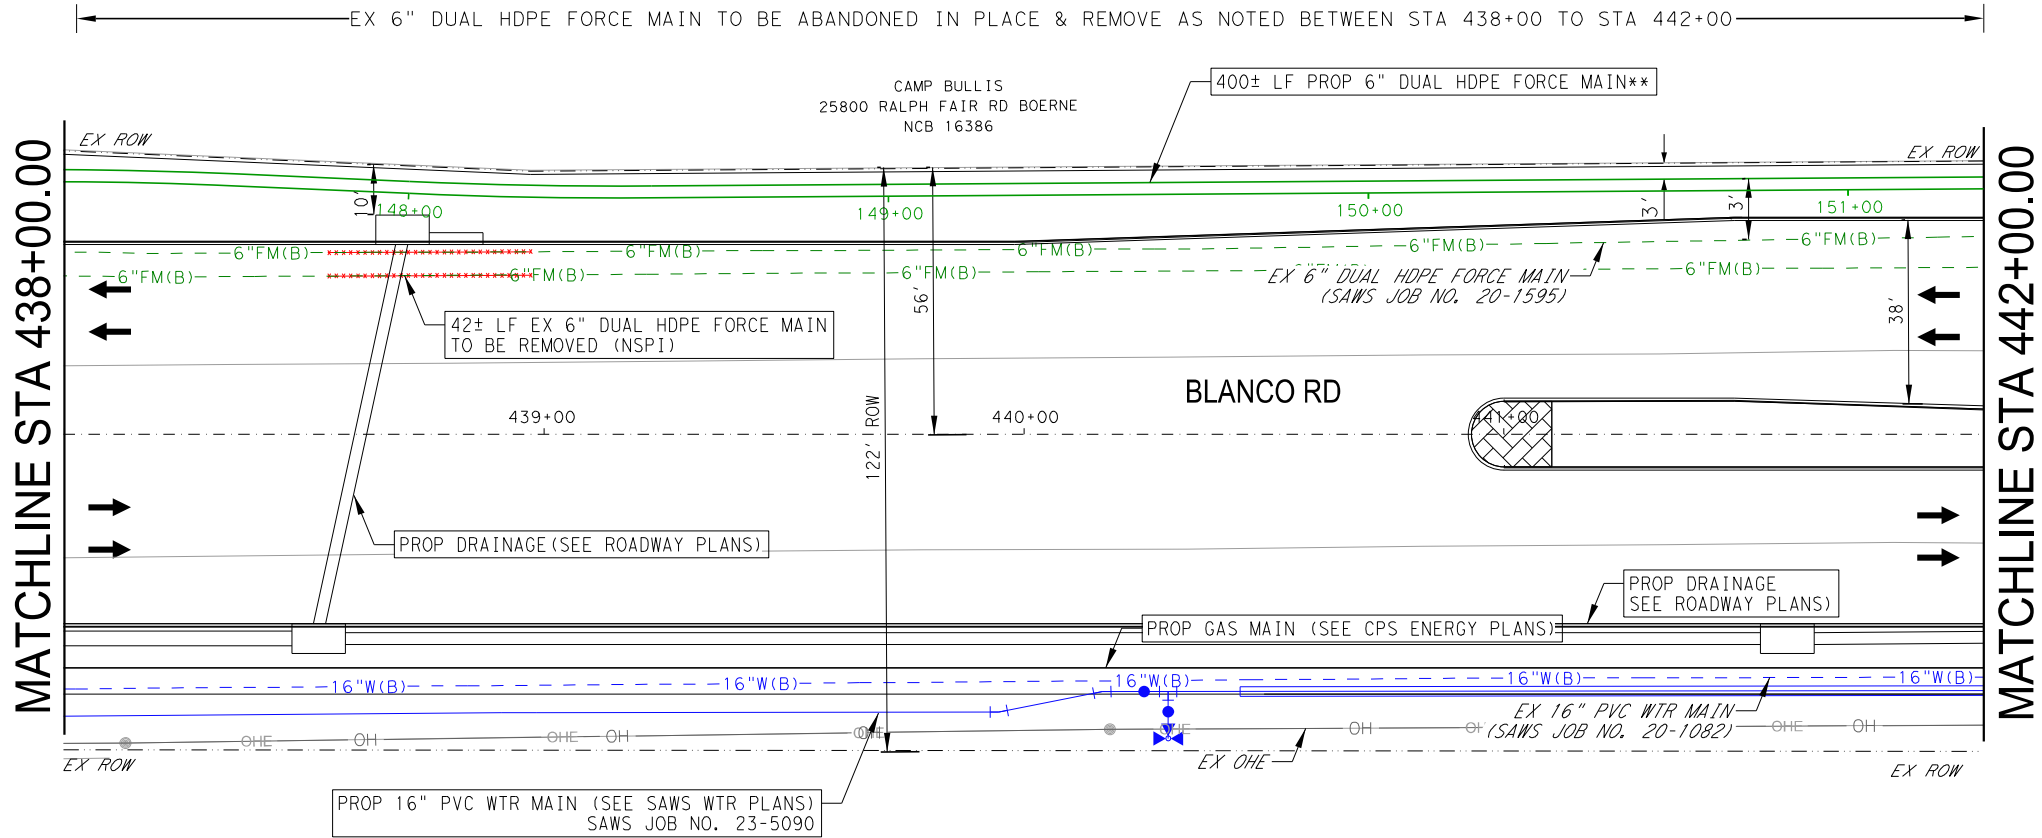 EX 6" DUAL HDPE FORCE MAIN TO BE ABANDONED IN PLACE & REMOVE AS NOTED BETWEEN STA 438+00 TO STA 442+00
CAMP BULLIS
25800 RALPH FAIR RD BOERNE
NCB 16386
400± LF PROP 6" DUAL HDPE FORCE MAIN**
MATCHLINE STA 438+00.00
MATCHLINE STA 442+00.00
EX ROW
EX ROW
10'
148+00
149+00
150+00
151+00
3'
3'
6"FM(B)
6"FM(B)
6"FM(B)
6"FM(B)
6"FM(B)
6"FM(B)
6"FM(B)
6"FM(B)
6"FM(B)
EX 6" DUAL HDPE FORCE MAIN
(SAWS JOB NO. 20-1595)
56'
38'
42± LF EX 6" DUAL HDPE FORCE MAIN
TO BE REMOVED (NSPI)
BLANCO RD
439+00
440+00
441+00
122' ROW
PROP DRAINAGE(SEE ROADWAY PLANS)
PROP DRAINAGE
SEE ROADWAY PLANS)
PROP GAS MAIN (SEE CPS ENERGY PLANS)
16"W(B)
16"W(B)
16"W(B)
16"W(B)
16"W(B)
EX 16" PVC WTR MAIN
(SAWS JOB NO. 20-1082)
OHE
OH
OHE
OH
OHE
OHE
OH
OHE
OH
EX OHE
EX ROW
EX ROW
PROP 16" PVC WTR MAIN (SEE SAWS WTR PLANS)
SAWS JOB NO. 23-5090